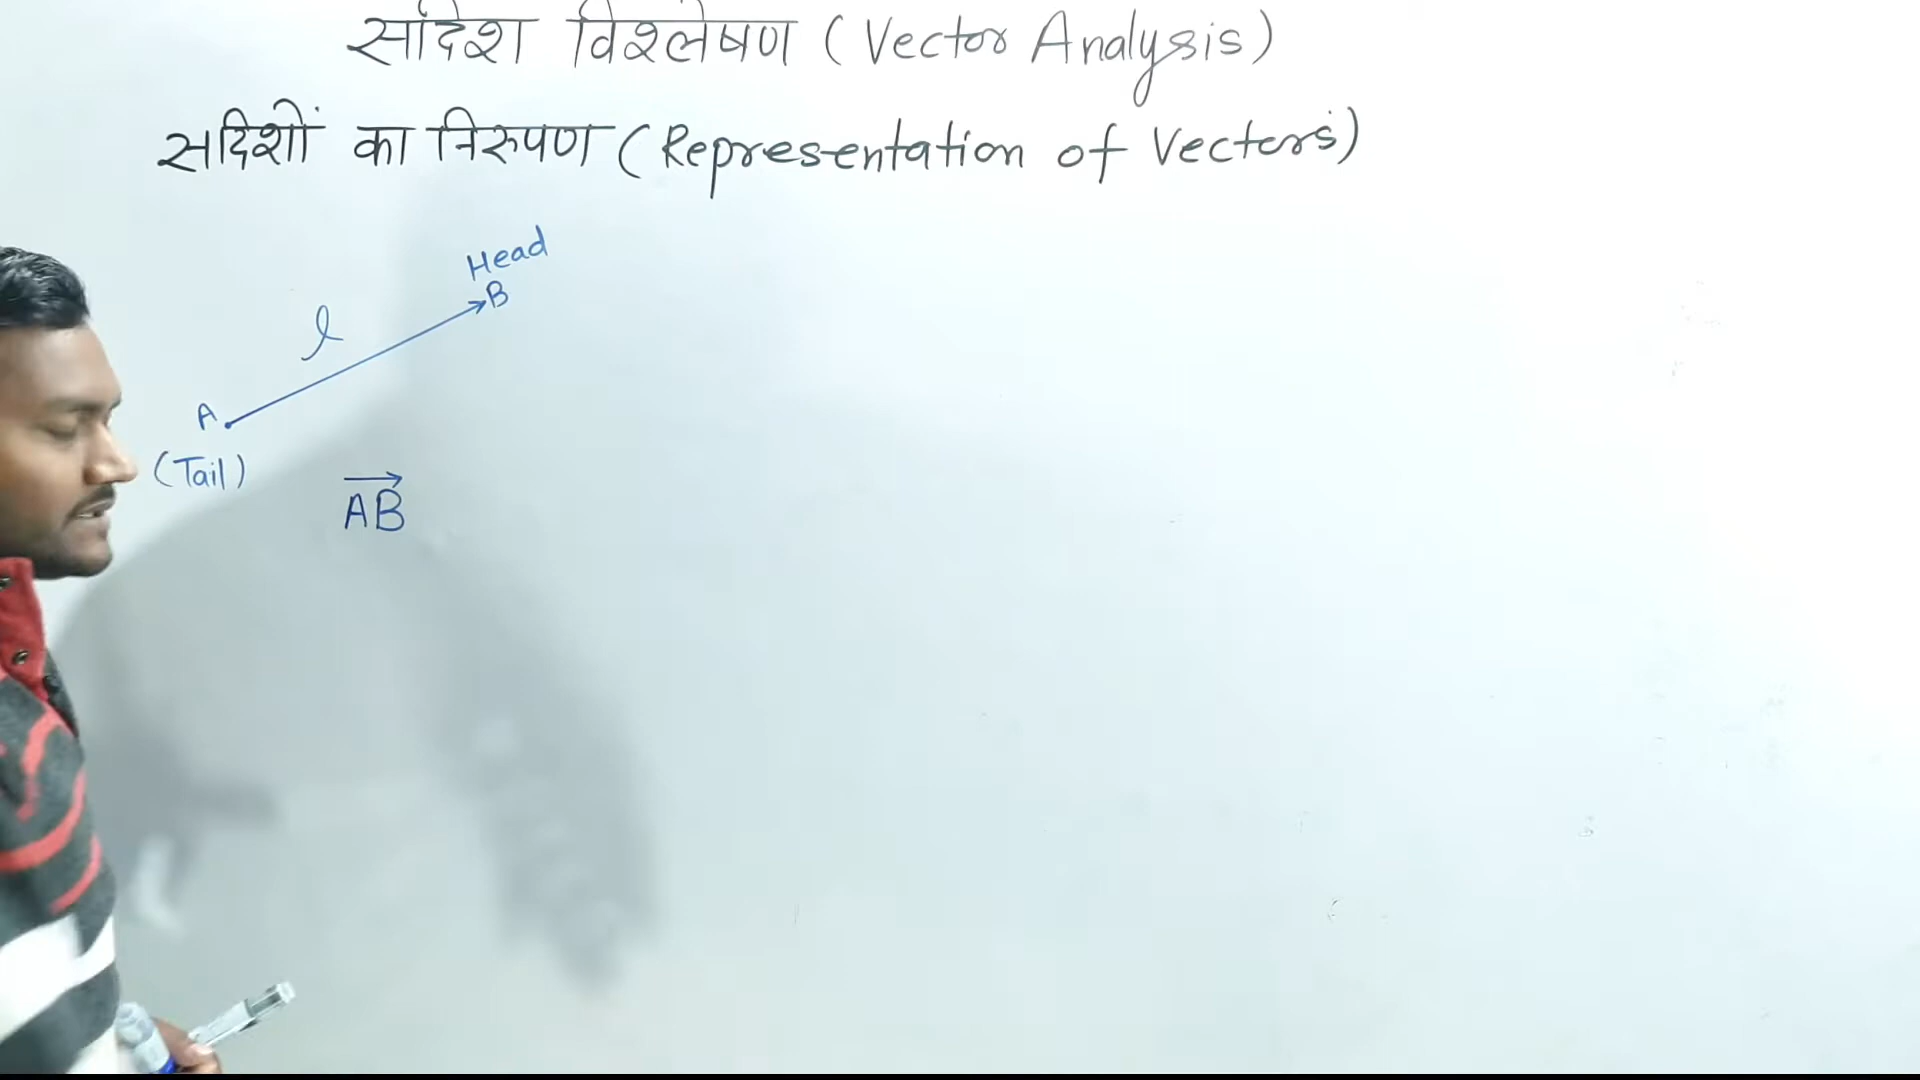 सदिश विश्लेषण (Vector Analysis)
सदिशों का निरुपण (Representation of Vectors)
Head
B
l
A
(Tail)
AB